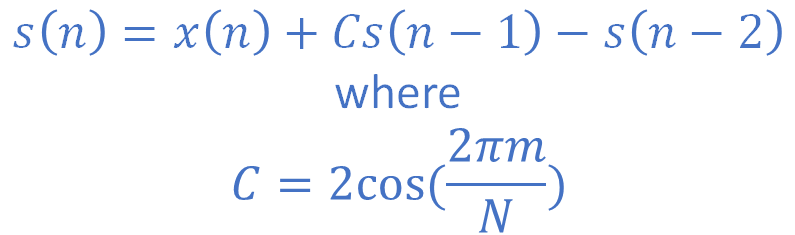 s(n) = x(n) + Cs(n − 1) − s(n − 2)
where
C = 2cos(2πm/N)